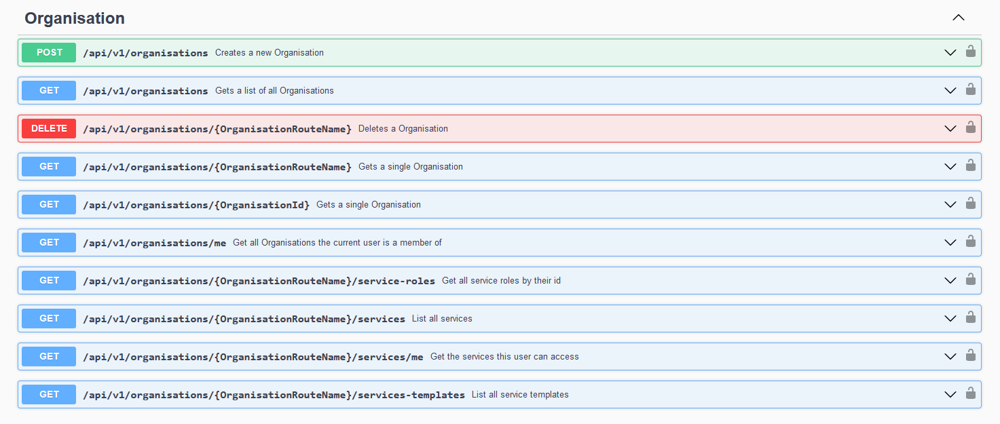 Organisation
POST /api/v1/organisations Creates a new Organisation
GET /api/v1/organisations Gets a list of all Organisations
DELETE /api/v1/organisations/{OrganisationRouteName} Deletes a Organisation
GET /api/v1/organisations/{OrganisationRouteName} Gets a single Organisation
GET /api/v1/organisations/{OrganisationId} Gets a single Organisation
GET /api/v1/organisations/me Get all Organisations the current user is a member of
GET /api/v1/organisations/{OrganisationRouteName}/service-roles Get all service roles by their id
GET /api/v1/organisations/{OrganisationRouteName}/services List all services
GET /api/v1/organisations/{OrganisationRouteName}/services/me Get the services this user can access
GET /api/v1/organisations/{OrganisationRouteName}/services-templates List all service templates